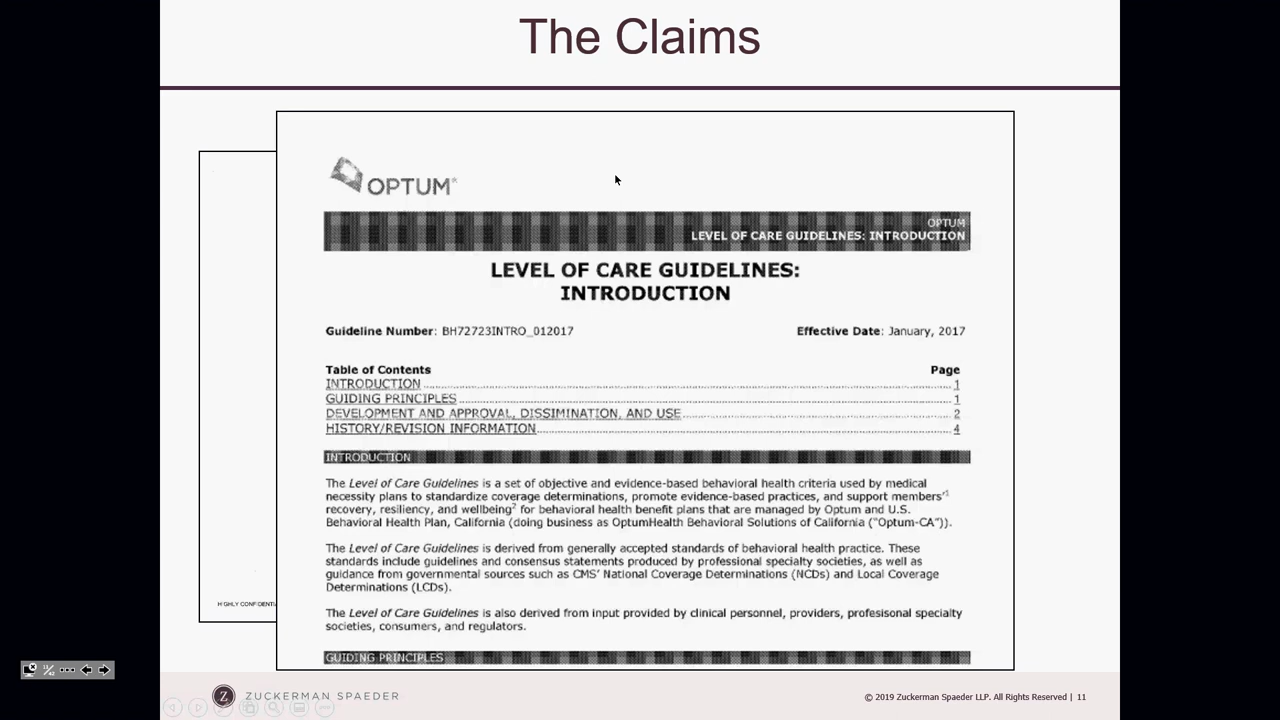 The Claims
OPTUM®
OPTUM
LEVEL OF CARE GUIDELINES: INTRODUCTION
LEVEL OF CARE GUIDELINES:
INTRODUCTION
Guideline Number: BH72723INTRO_012017 Effective Date: January, 2017
Table of Contents Page
INTRODUCTION 1
GUIDING PRINCIPLES 1
DEVELOPMENT AND APPROVAL, DISSEMINATION, AND USE 2
HISTORY/REVISION INFORMATION 4
INTRODUCTION
The Level of Care Guidelines is a set of objective and evidence-based behavioral health criteria used by medical
necessity plans to standardize coverage determinations, promote evidence-based practices, and support members'1
recovery, resiliency, and wellbeing2 for behavioral health benefit plans that are managed by Optum and U.S.
Behavioral Health Plan, California (doing business as OptumHealth Behavioral Solutions of California ("Optum-CA")).
The Level of Care Guidelines is derived from generally accepted standards of behavioral health practice. These
standards include guidelines and consensus statements produced by professional specialty societies, as well as
guidance from governmental sources such as CMS' National Coverage Determinations (NCDs) and Local Coverage
Determinations (LCDs).
The Level of Care Guidelines is also derived from input provided by clinical personnel, providers, profesisonal specialty
societies, consumers, and regulators.
HIGHLY CONFIDENTI
GUIDING PRINCIPLES
Z ZUCKERMAN SPAEDER
© 2019 Zuckerman Spaeder LLP. All Rights Reserved | 11